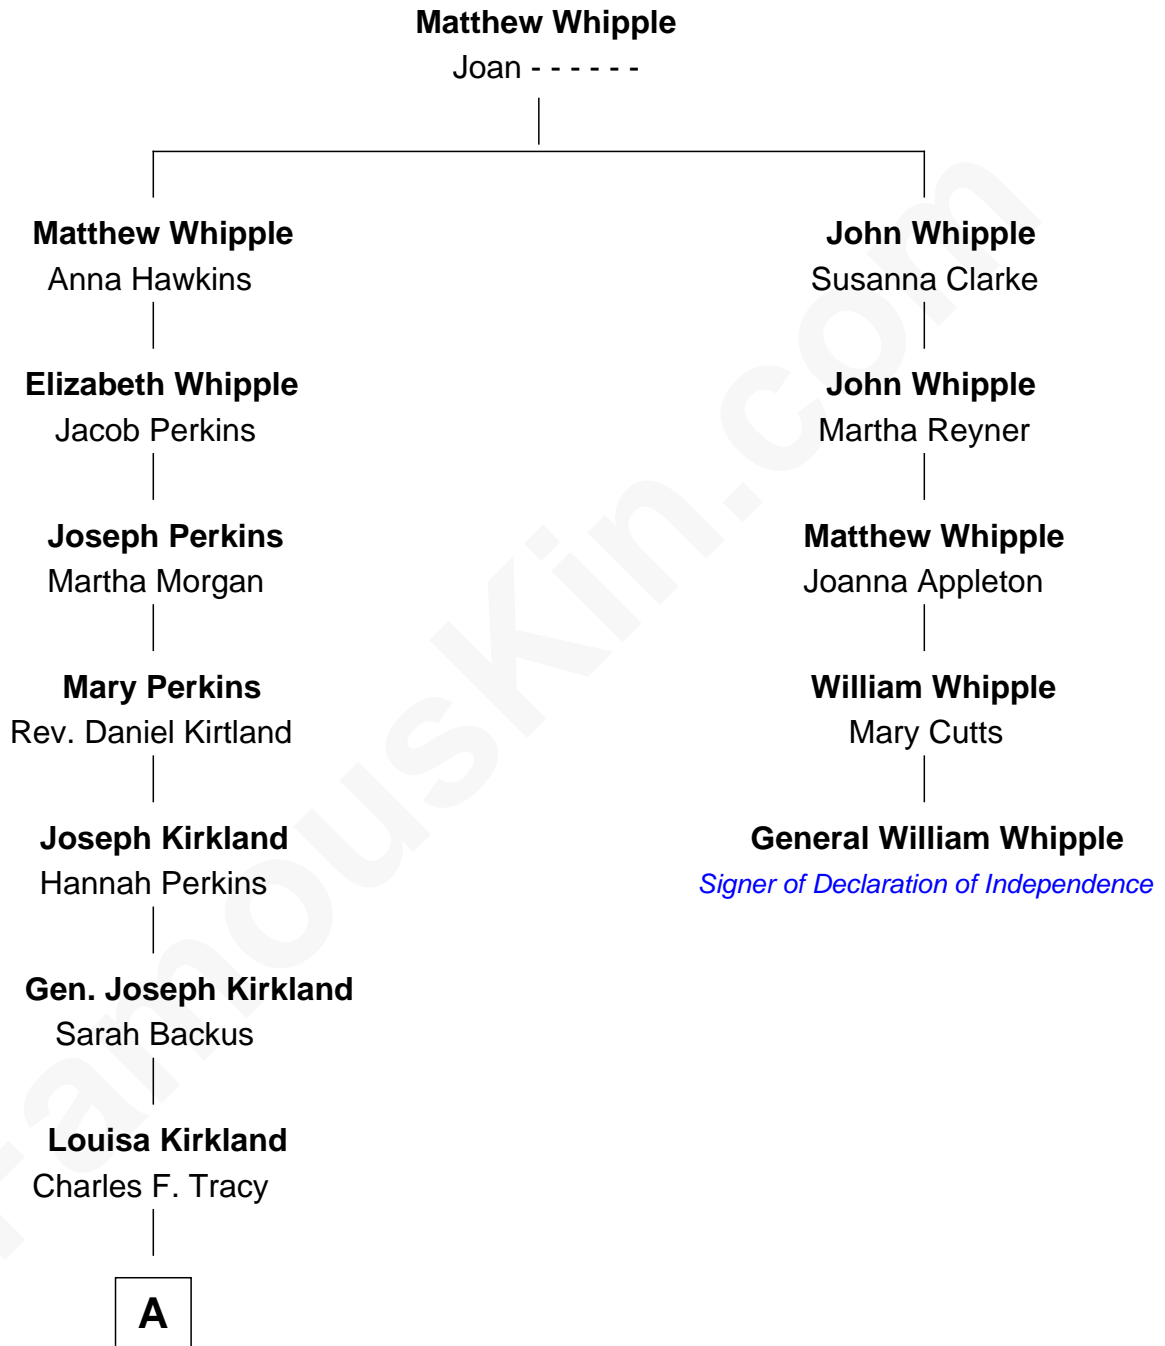 Matthew Whipple
Joan - - - - - -
Matthew Whipple
Anna Hawkins
John Whipple
Susanna Clarke
Elizabeth Whipple
Jacob Perkins
John Whipple
Martha Reyner
Joseph Perkins
Martha Morgan
Matthew Whipple
Joanna Appleton
Mary Perkins
Rev. Daniel Kirtland
William Whipple
Mary Cutts
Joseph Kirkland
Hannah Perkins
General William Whipple
Signer of Declaration of Independence
Gen. Joseph Kirkland
Sarah Backus
Louisa Kirkland
Charles F. Tracy
A
FamousKin.com